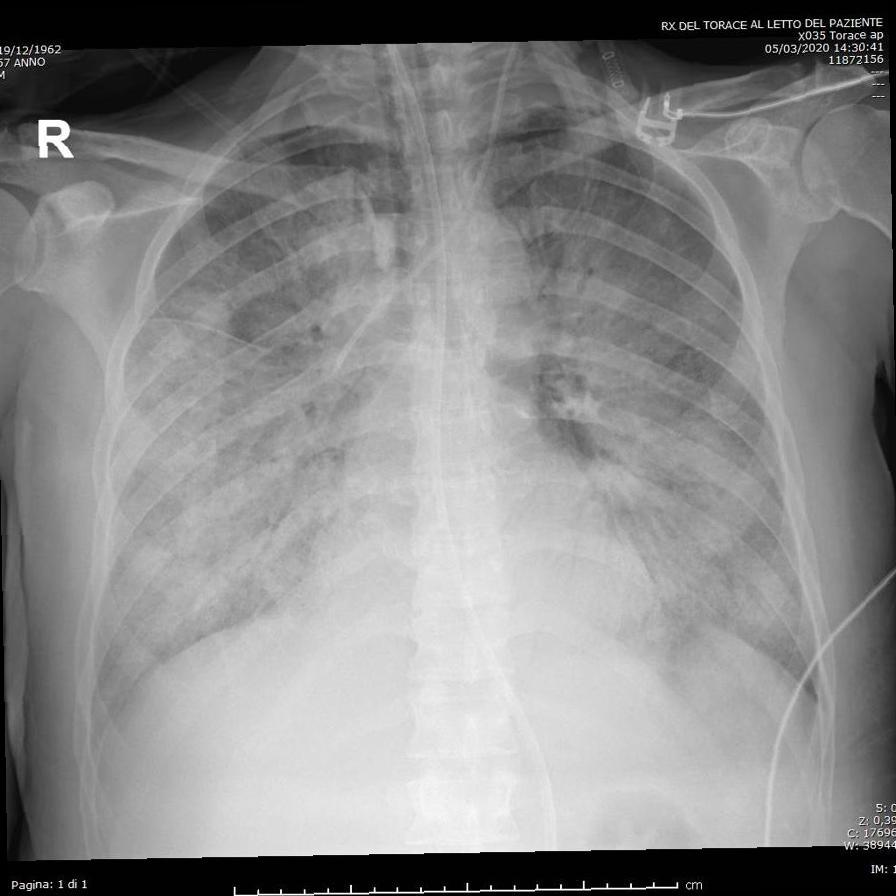 RX DEL TORACE AL LETTO DEL PAZIENTE
19/12/1962
X035 Torace ap
57 ANNO
05/03/2020 14:30:41
M
11872156
---
---
---
R
S: 0
Z: 0,39
C: 17696
W: 38944
IM: 1
Pagina: 1 di 1
cm